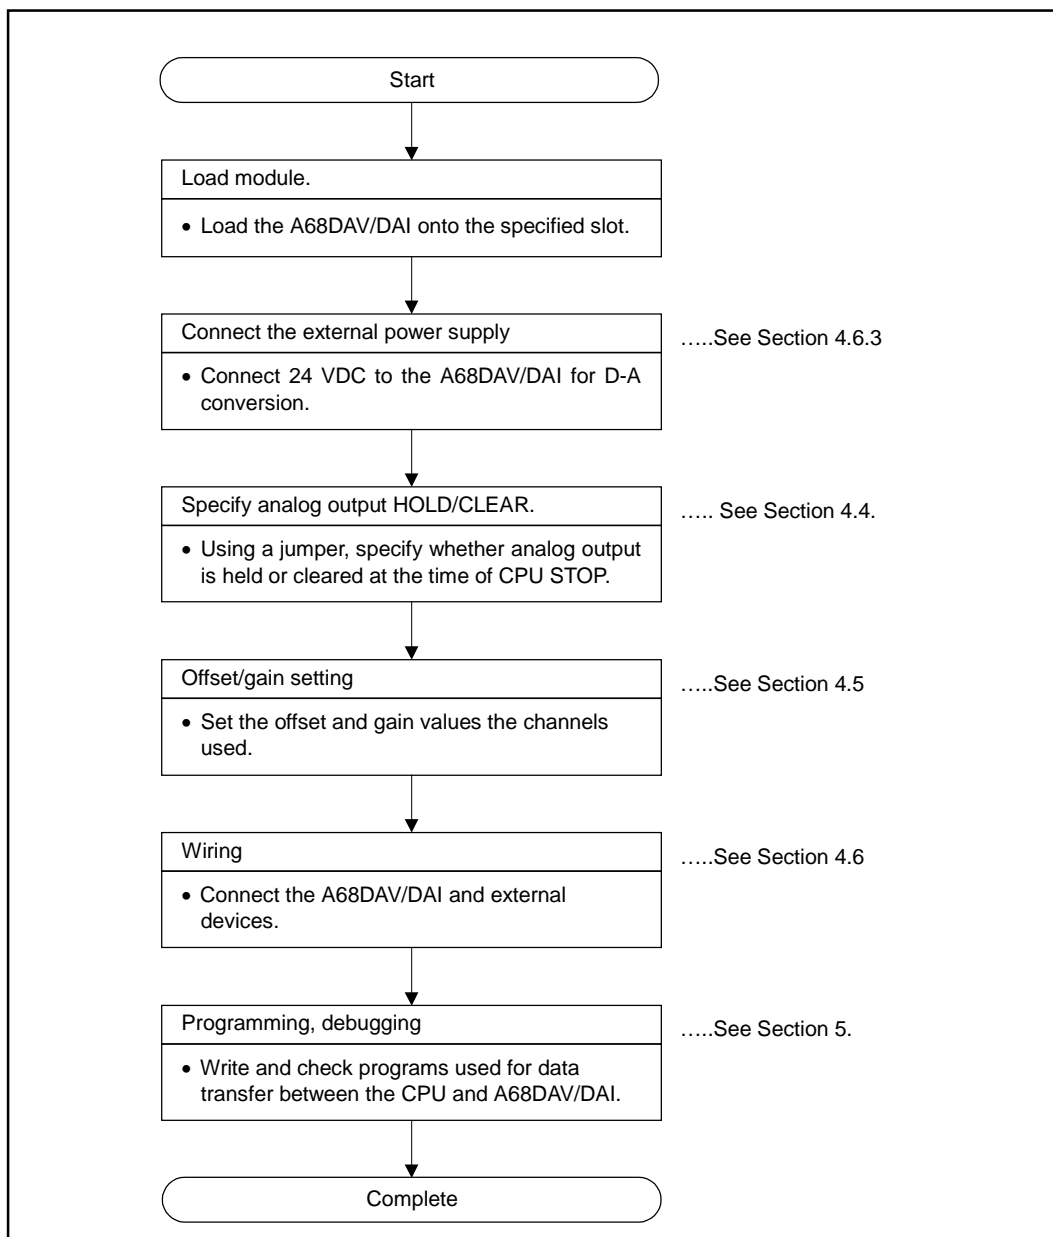 Start
Load module.
• Load the A68DAV/DAI onto the specified slot.
Connect the external power supply
…..See Section 4.6.3
• Connect 24 VDC to the A68DAV/DAI for D-A
conversion.
Specify analog output HOLD/CLEAR.
….. See Section 4.4.
• Using a jumper, specify whether analog output
is held or cleared at the time of CPU STOP.
Offset/gain setting
…..See Section 4.5
• Set the offset and gain values the channels
used.
Wiring
…..See Section 4.6
• Connect the A68DAV/DAI and external
devices.
Programming, debugging
…..See Section 5.
• Write and check programs used for data
transfer between the CPU and A68DAV/DAI.
Complete